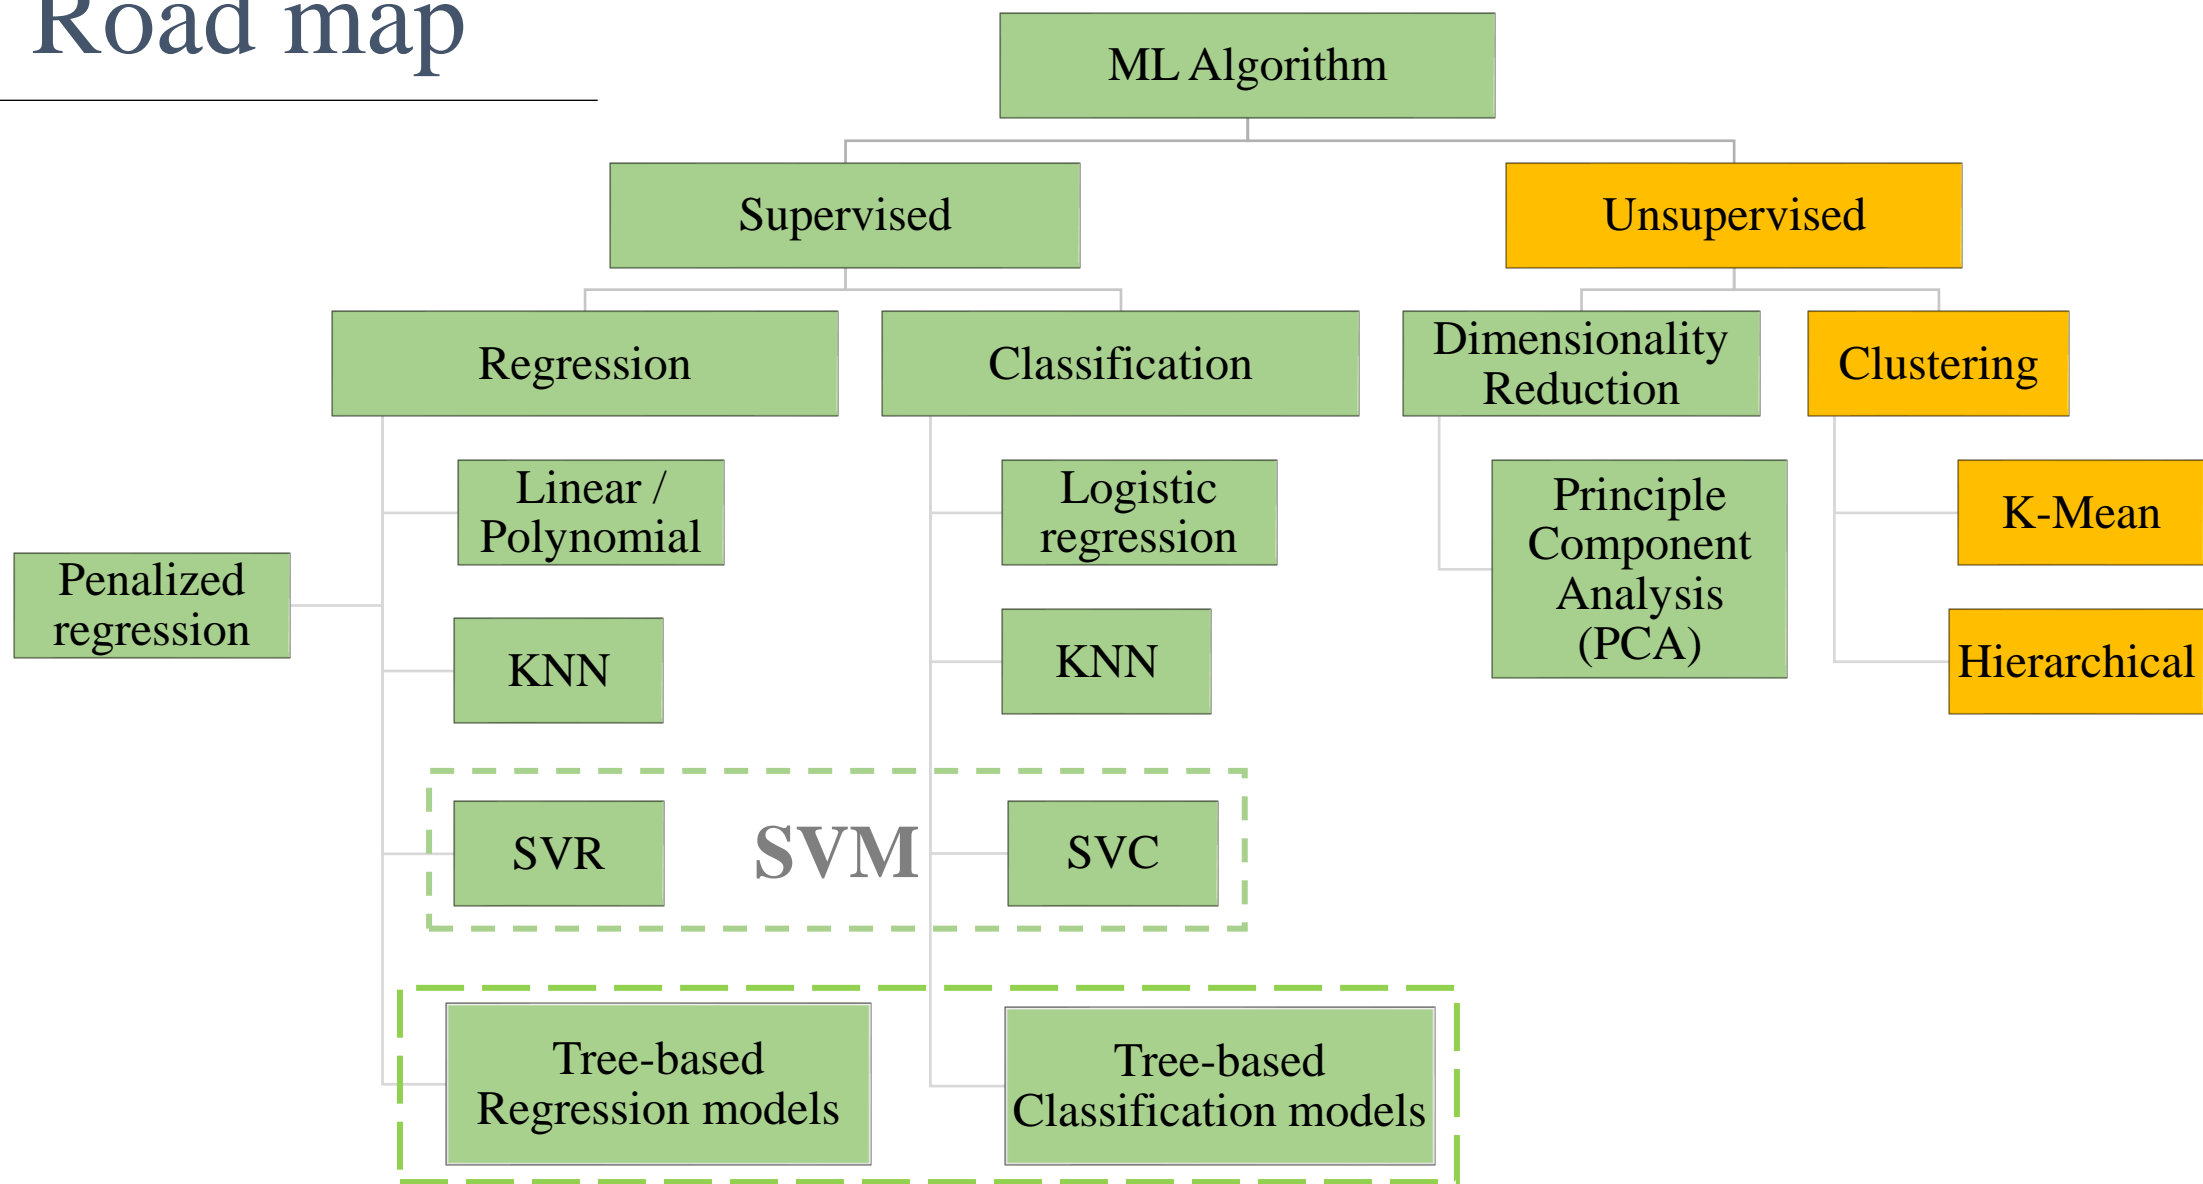 Road map
ML Algorithm
Supervised
Unsupervised
Regression
Classification
Dimensionality
Reduction
Clustering
Linear /
Polynomial
Logistic
regression
Principle
Component
Analysis
(PCA)
K-Mean
Penalized
regression
KNN
KNN
Hierarchical
SVR
SVM
SVC
Tree-based
Regression models
Tree-based
Classification models